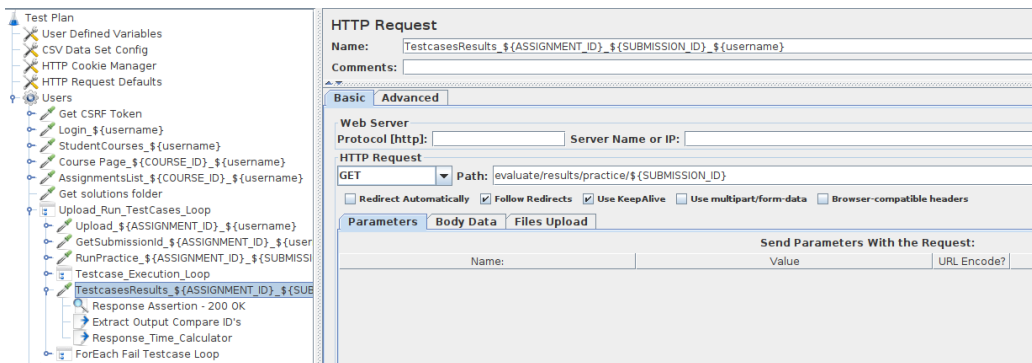 Test Plan
User Defined Variables
CSV Data Set Config
HTTP Cookie Manager
HTTP Request Defaults
Users
Get CSRF Token
Login_${username}
StudentCourses_${username}
Course Page_${COURSE_ID}_${username}
AssignmentsList_${COURSE_ID}_${username}
Get solutions folder
Upload_Run_TestCases_Loop
Upload_${ASSIGNMENT_ID}_${username}
GetSubmissionId_${ASSIGNMENT_ID}_${user
RunPractice_${ASSIGNMENT_ID}_${SUBMISSI
Testcase_Execution_Loop
TestcasesResults_${ASSIGNMENT_ID}_${SUE
Response Assertion - 200 OK
Extract Output Compare ID's
Response_Time_Calculator
ForEach Fail Testcase Loop
HTTP Request
Name: TestcasesResults_${ASSIGNMENT_ID}_${SUBMISSION_ID}_${username}
Comments:
Basic Advanced
Web Server
Protocol [http]: Server Name or IP:
HTTP Request
GET Path: evaluate/results/practice/${SUBMISSION_ID}
Redirect Automatically Follow Redirects Use KeepAlive Use multipart/form-data Browser-compatible headers
Parameters Body Data Files Upload
Send Parameters With the Request:
Name: Value URL Encode?